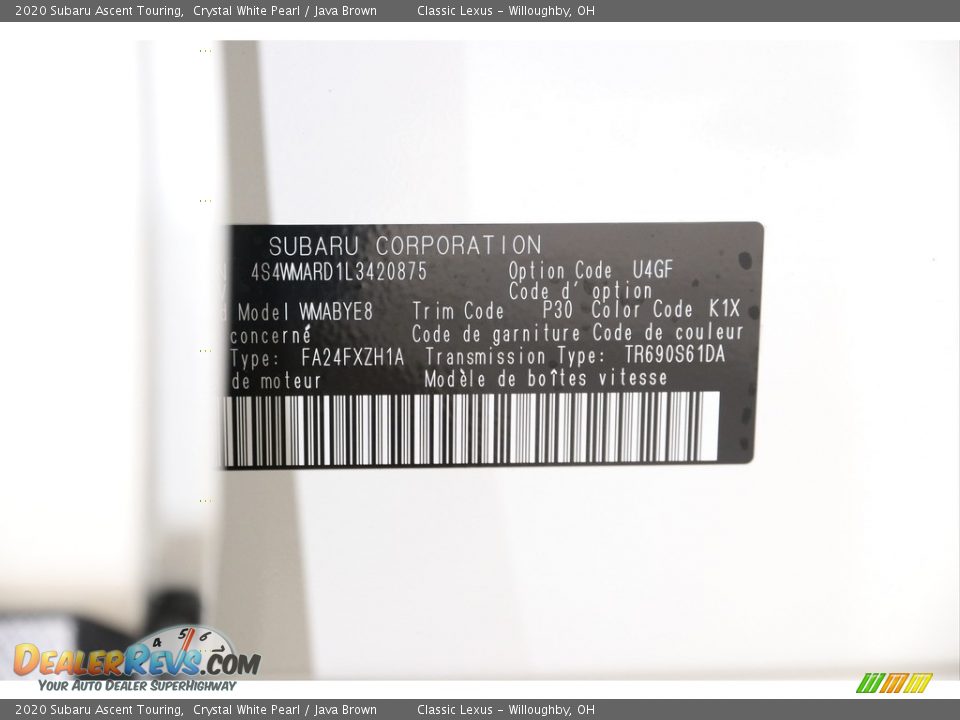 2020 Subaru Ascent Touring, Crystal White Pearl / Java Brown Classic Lexus - Willoughby, OH
SUBARU CORPORATION
4S4WMARD1L3420875 Option Code U4GF
Code d' option
d Model WMABYE8 Trim Code P30 Color Code K1X
concerné Code de garniture Code de couleur
Type: FA24FXZH1A Transmission Type: TR690S61DA
de moteur Modèle de boîtes vitesse
4 5 6
DEALERREVS.COM
YOUR AUTO DEALER SUPERHIGHWAY
2020 Subaru Ascent Touring, Crystal White Pearl / Java Brown Classic Lexus - Willoughby, OH